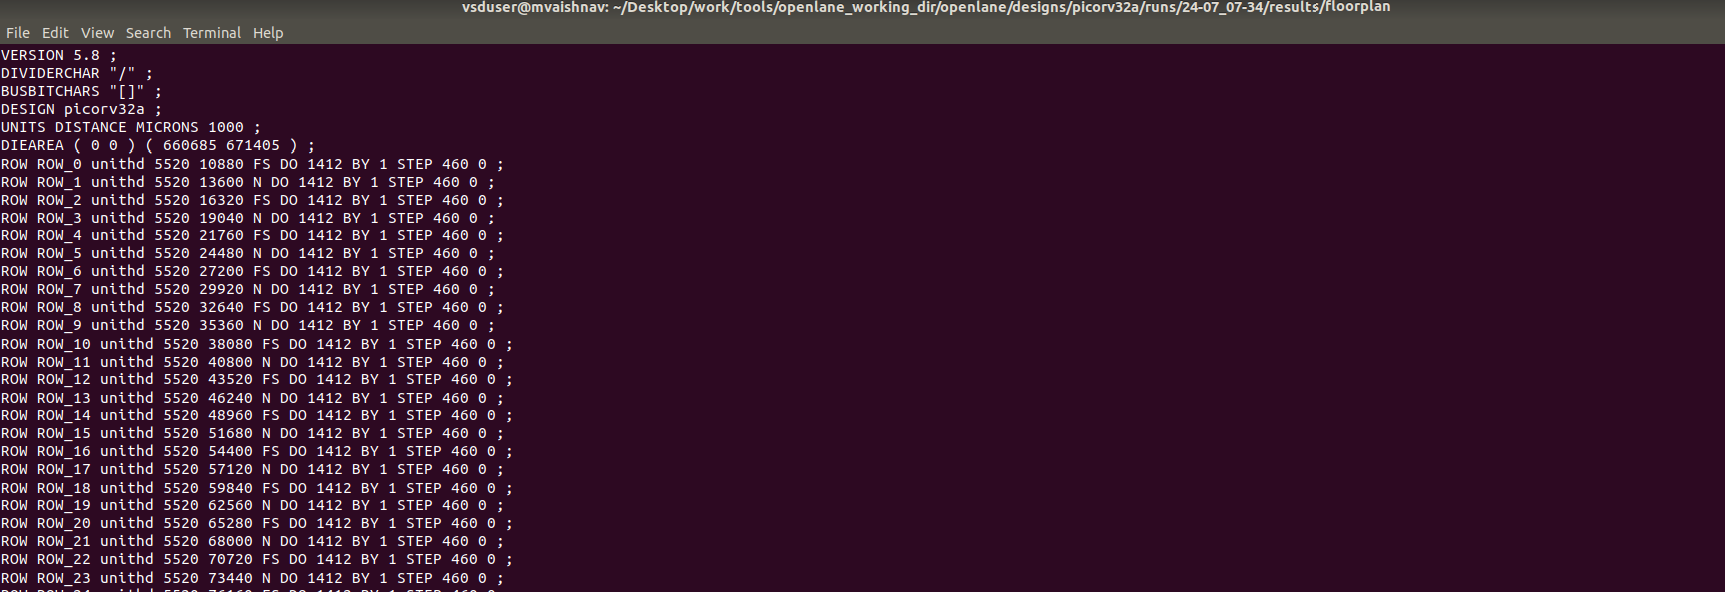 vsduser@mvaishnav: ~/Desktop/work/tools/openlane_working_dir/openlane/designs/picorv32a/runs/24-07_07-34/results/floorplan
File Edit View Search Terminal Help
VERSION 5.8 ;
DIVIDERCHAR "/" ;
BUSBITCHARS "[]" ;
DESIGN picorv32a ;
UNITS DISTANCE MICRONS 1000 ;
DIEAREA ( 0 0 ) ( 660685 671405 ) ;
ROW ROW_0 unithd 5520 10880 FS DO 1412 BY 1 STEP 460 0 ;
ROW ROW_1 unithd 5520 13600 N DO 1412 BY 1 STEP 460 0 ;
ROW ROW_2 unithd 5520 16320 FS DO 1412 BY 1 STEP 460 0 ;
ROW ROW_3 unithd 5520 19040 N DO 1412 BY 1 STEP 460 0 ;
ROW ROW_4 unithd 5520 21760 FS DO 1412 BY 1 STEP 460 0 ;
ROW ROW_5 unithd 5520 24480 N DO 1412 BY 1 STEP 460 0 ;
ROW ROW_6 unithd 5520 27200 FS DO 1412 BY 1 STEP 460 0 ;
ROW ROW_7 unithd 5520 29920 N DO 1412 BY 1 STEP 460 0 ;
ROW ROW_8 unithd 5520 32640 FS DO 1412 BY 1 STEP 460 0 ;
ROW ROW_9 unithd 5520 35360 N DO 1412 BY 1 STEP 460 0 ;
ROW ROW_10 unithd 5520 38080 FS DO 1412 BY 1 STEP 460 0 ;
ROW ROW_11 unithd 5520 40800 N DO 1412 BY 1 STEP 460 0 ;
ROW ROW_12 unithd 5520 43520 FS DO 1412 BY 1 STEP 460 0 ;
ROW ROW_13 unithd 5520 46240 N DO 1412 BY 1 STEP 460 0 ;
ROW ROW_14 unithd 5520 48960 FS DO 1412 BY 1 STEP 460 0 ;
ROW ROW_15 unithd 5520 51680 N DO 1412 BY 1 STEP 460 0 ;
ROW ROW_16 unithd 5520 54400 FS DO 1412 BY 1 STEP 460 0 ;
ROW ROW_17 unithd 5520 57120 N DO 1412 BY 1 STEP 460 0 ;
ROW ROW_18 unithd 5520 59840 FS DO 1412 BY 1 STEP 460 0 ;
ROW ROW_19 unithd 5520 62560 N DO 1412 BY 1 STEP 460 0 ;
ROW ROW_20 unithd 5520 65280 FS DO 1412 BY 1 STEP 460 0 ;
ROW ROW_21 unithd 5520 68000 N DO 1412 BY 1 STEP 460 0 ;
ROW ROW_22 unithd 5520 70720 FS DO 1412 BY 1 STEP 460 0 ;
ROW ROW_23 unithd 5520 73440 N DO 1412 BY 1 STEP 460 0 ;